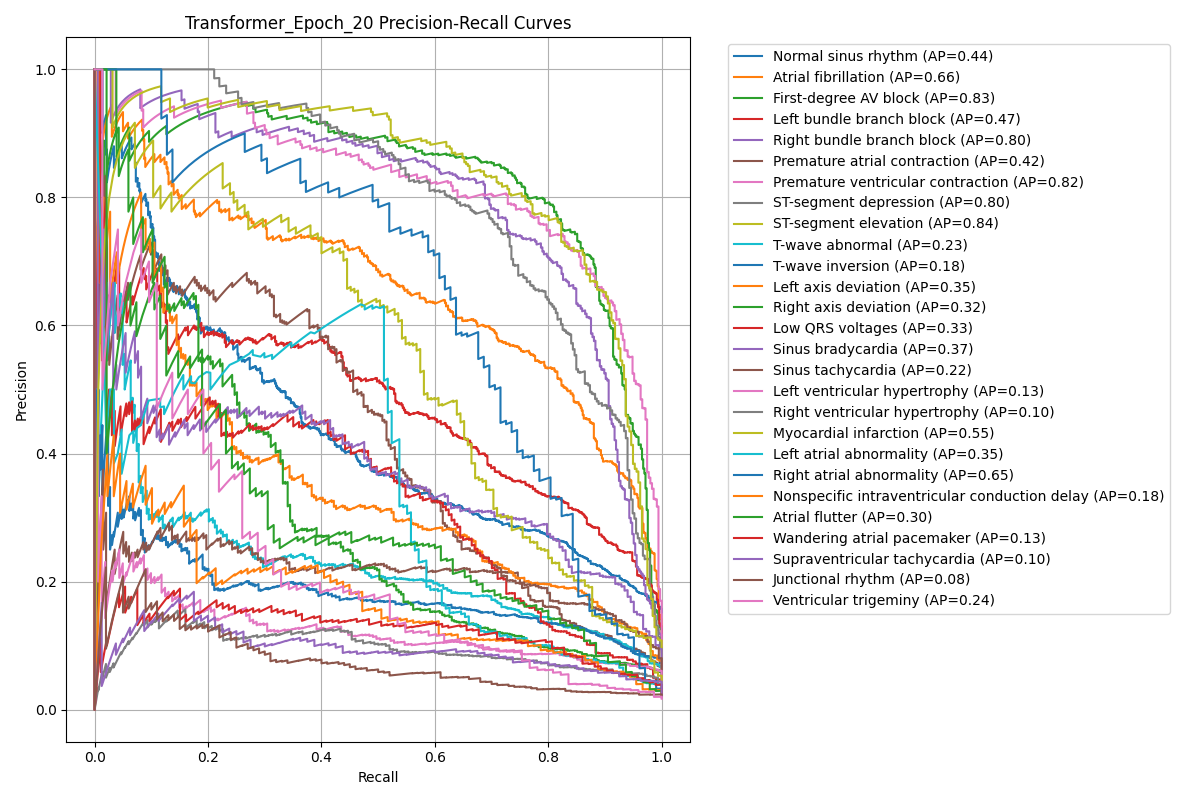 Transformer_Epoch_20 Precision-Recall Curves
Normal sinus rhythm (AP=0.44)
Atrial fibrillation (AP=0.66)
First-degree AV block (AP=0.83)
Left bundle branch block (AP=0.47)
Right bundle branch block (AP=0.80)
Premature atrial contraction (AP=0.42)
Premature ventricular contraction (AP=0.82)
ST-segment depression (AP=0.80)
ST-segment elevation (AP=0.84)
T-wave abnormal (AP=0.23)
T-wave inversion (AP=0.18)
Left axis deviation (AP=0.35)
Right axis deviation (AP=0.32)
Low QRS voltages (AP=0.33)
Sinus bradycardia (AP=0.37)
Sinus tachycardia (AP=0.22)
Left ventricular hypertrophy (AP=0.13)
Right ventricular hypertrophy (AP=0.10)
Myocardial infarction (AP=0.55)
Left atrial abnormality (AP=0.35)
Right atrial abnormality (AP=0.65)
Nonspecific intraventricular conduction delay (AP=0.18)
Atrial flutter (AP=0.30)
Wandering atrial pacemaker (AP=0.13)
Supraventricular tachycardia (AP=0.10)
Junctional rhythm (AP=0.08)
Ventricular trigeminy (AP=0.24)
Precision
1.0
0.8
0.6
0.4
0.2
0.0
0.0 0.2 0.4 0.6 0.8 1.0
Recall